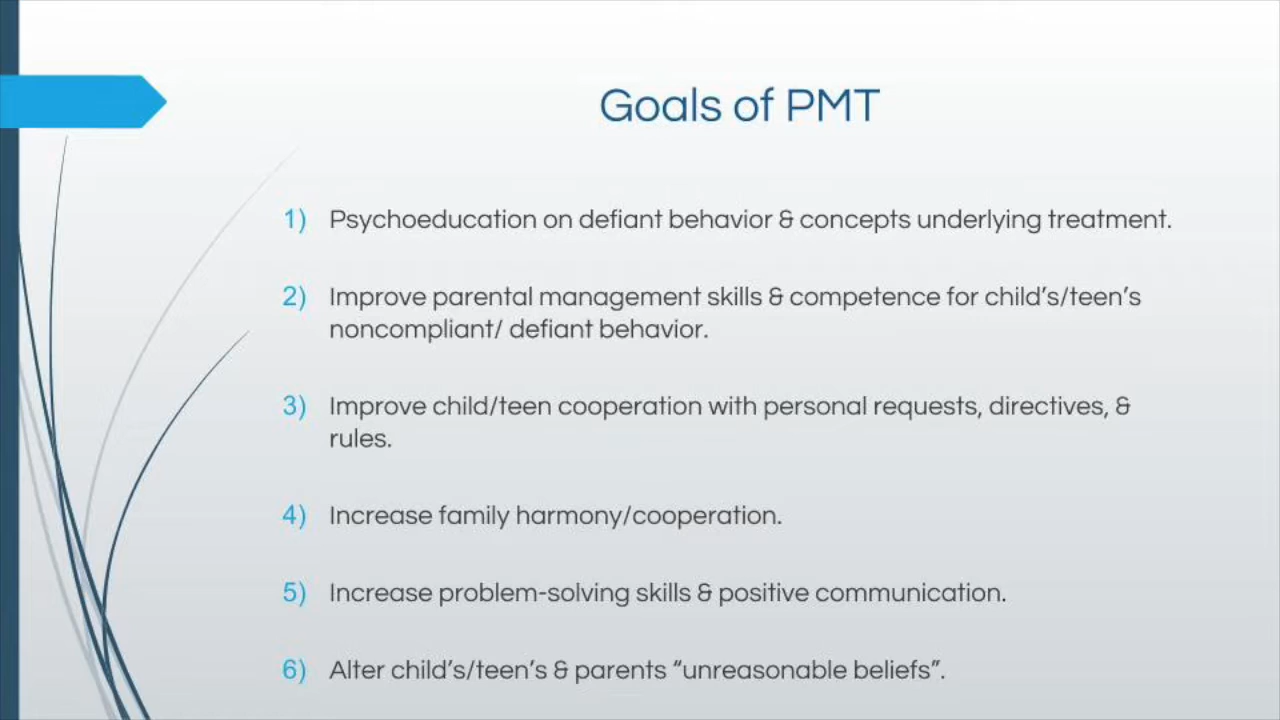 Goals of PMT
1) Psychoeducation on defiant behavior & concepts underlying treatment.
2) Improve parental management skills & competence for child’s/teen’s
noncompliant/ defiant behavior.
3) Improve child/teen cooperation with personal requests, directives, &
rules.
4) Increase family harmony/cooperation.
5) Increase problem-solving skills & positive communication.
6) Alter child’s/teen’s & parents “unreasonable beliefs”.